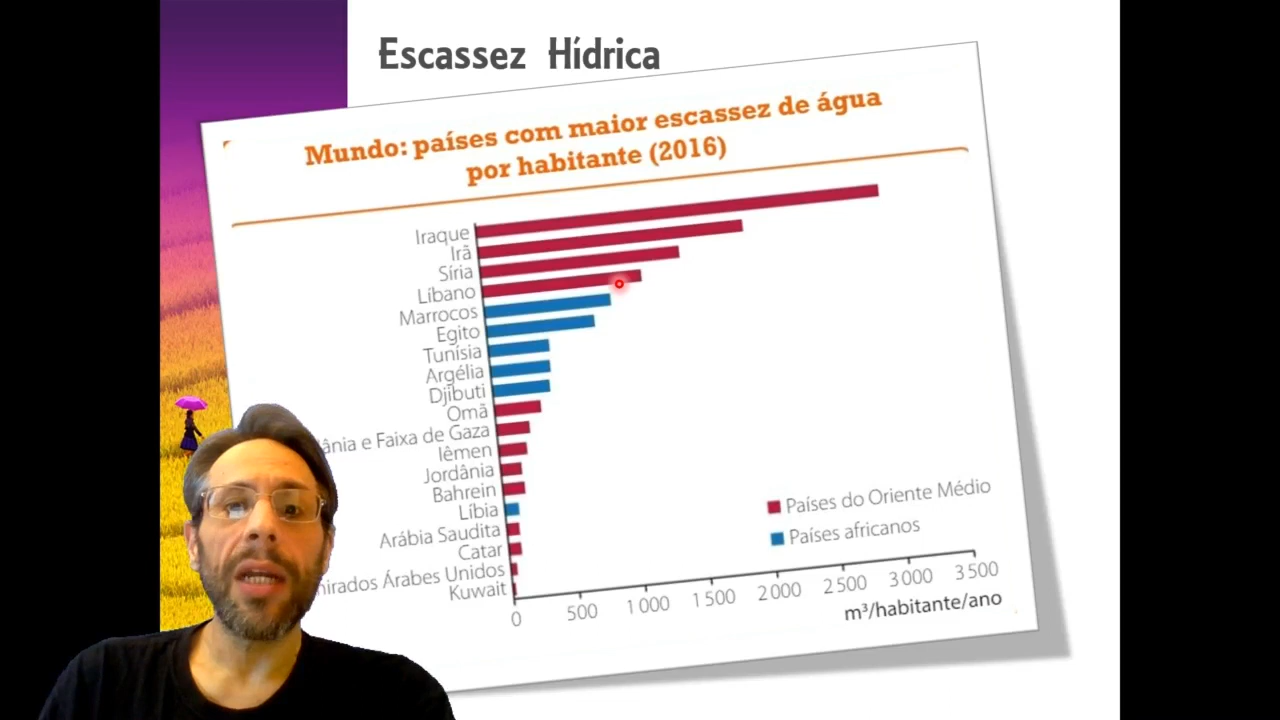 Escassez Hídrica
Mundo: países com maior escassez de água
por habitante (2016)
Iraque
Irã
Síria
Líbano
Marrocos
Egito
Tunísia
Argélia
Djibuti
Omã
e Faixa de Gaza
Iêmen
Jordânia
Bahrein
Líbia
Arábia Saudita
Catar
Árabes Unidos
Kuwait
Países do Oriente Médio
Países africanos
0 500 1 000 1 500 2 000 2 500 3 000 3 500
m³/habitante/ano